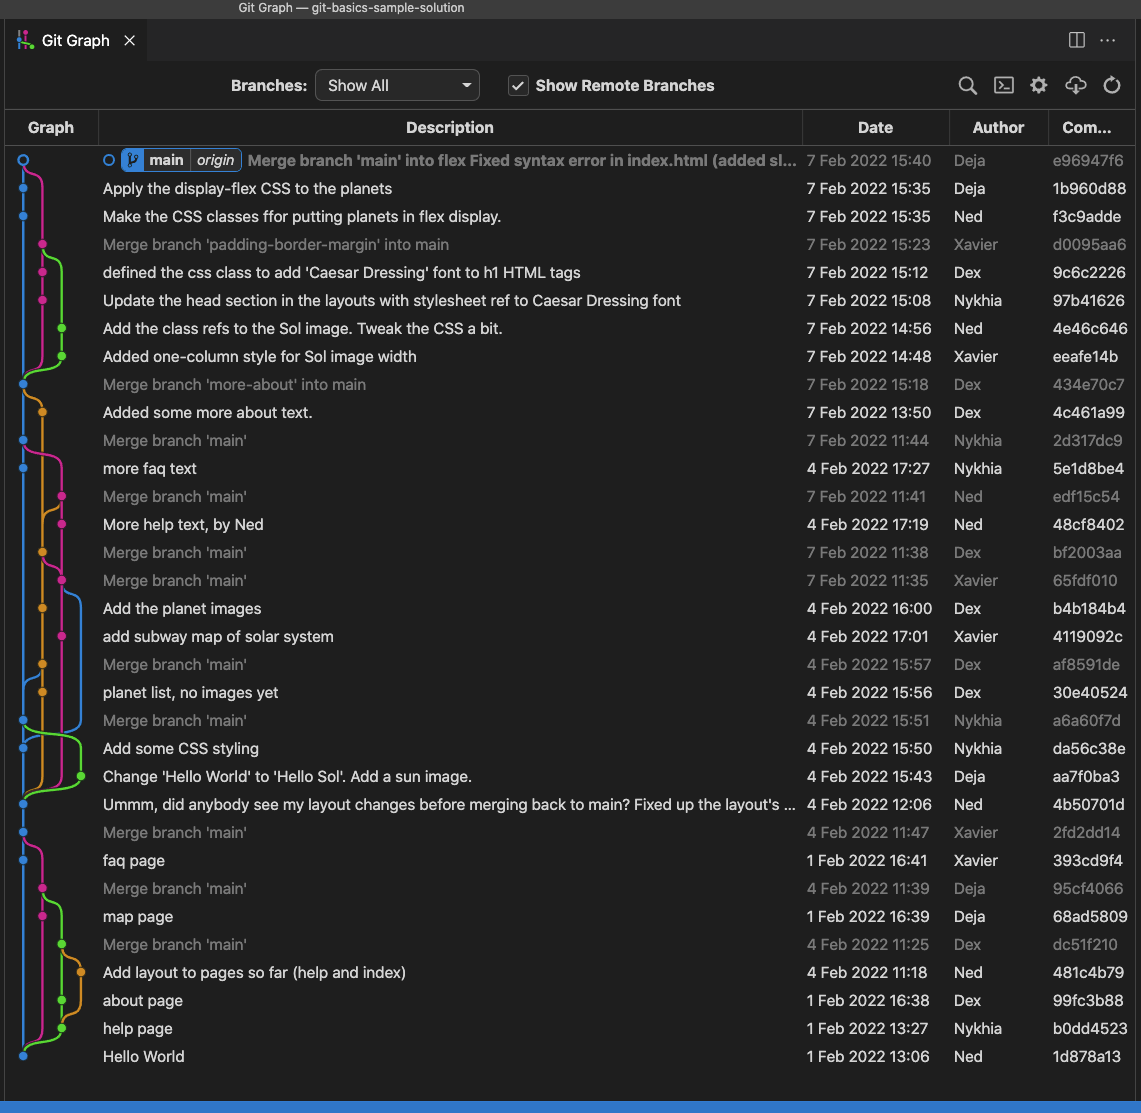 Git Graph — git-basics-sample-solution
Git Graph
Branches: Show All Show Remote Branches
Graph Description Date Author Com...
main origin Merge branch 'main' into flex Fixed syntax error in index.html (added sl... 7 Feb 2022 15:40 Deja e96947f6
Apply the display-flex CSS to the planets 7 Feb 2022 15:35 Deja 1b960d88
Make the CSS classes ffor putting planets in flex display. 7 Feb 2022 15:35 Ned f3c9adde
Merge branch 'padding-border-margin' into main 7 Feb 2022 15:23 Xavier d0095aa6
defined the css class to add 'Caesar Dressing' font to h1 HTML tags 7 Feb 2022 15:12 Dex 9c6c2226
Update the head section in the layouts with stylesheet ref to Caesar Dressing font 7 Feb 2022 15:08 Nykhia 97b41626
Add the class refs to the Sol image. Tweak the CSS a bit. 7 Feb 2022 14:56 Ned 4e46c646
Added one-column style for Sol image width 7 Feb 2022 14:48 Xavier eeafe14b
Merge branch 'more-about' into main 7 Feb 2022 15:18 Dex 434e70c7
Added some more about text. 7 Feb 2022 13:50 Dex 4c461a99
Merge branch 'main' 7 Feb 2022 11:44 Nykhia 2d317dc9
more faq text 4 Feb 2022 17:27 Nykhia 5e1d8be4
Merge branch 'main' 7 Feb 2022 11:41 Ned edf15c54
More help text, by Ned 4 Feb 2022 17:19 Ned 48cf8402
Merge branch 'main' 7 Feb 2022 11:38 Dex bf2003aa
Merge branch 'main' 7 Feb 2022 11:35 Xavier 65fdf010
Add the planet images 4 Feb 2022 16:00 Dex b4b184b4
add subway map of solar system 4 Feb 2022 17:01 Xavier 4119092c
Merge branch 'main' 4 Feb 2022 15:57 Dex af8591de
planet list, no images yet 4 Feb 2022 15:56 Dex 30e40524
Merge branch 'main' 4 Feb 2022 15:51 Nykhia a6a60f7d
Add some CSS styling 4 Feb 2022 15:50 Nykhia da56c38e
Change 'Hello World' to 'Hello Sol'. Add a sun image. 4 Feb 2022 15:43 Deja aa7f0ba3
Ummm, did anybody see my layout changes before merging back to main? Fixed up the layout's ... 4 Feb 2022 12:06 Ned 4b50701d
Merge branch 'main' 4 Feb 2022 11:47 Xavier 2fd2dd14
faq page 1 Feb 2022 16:41 Xavier 393cd9f4
Merge branch 'main' 4 Feb 2022 11:39 Deja 95cf4066
map page 1 Feb 2022 16:39 Deja 68ad5809
Merge branch 'main' 4 Feb 2022 11:25 Dex dc51f210
Add layout to pages so far (help and index) 4 Feb 2022 11:18 Ned 481c4b79
about page 1 Feb 2022 16:38 Dex 99fc3b88
help page 1 Feb 2022 13:27 Nykhia b0dd4523
Hello World 1 Feb 2022 13:06 Ned 1d878a13